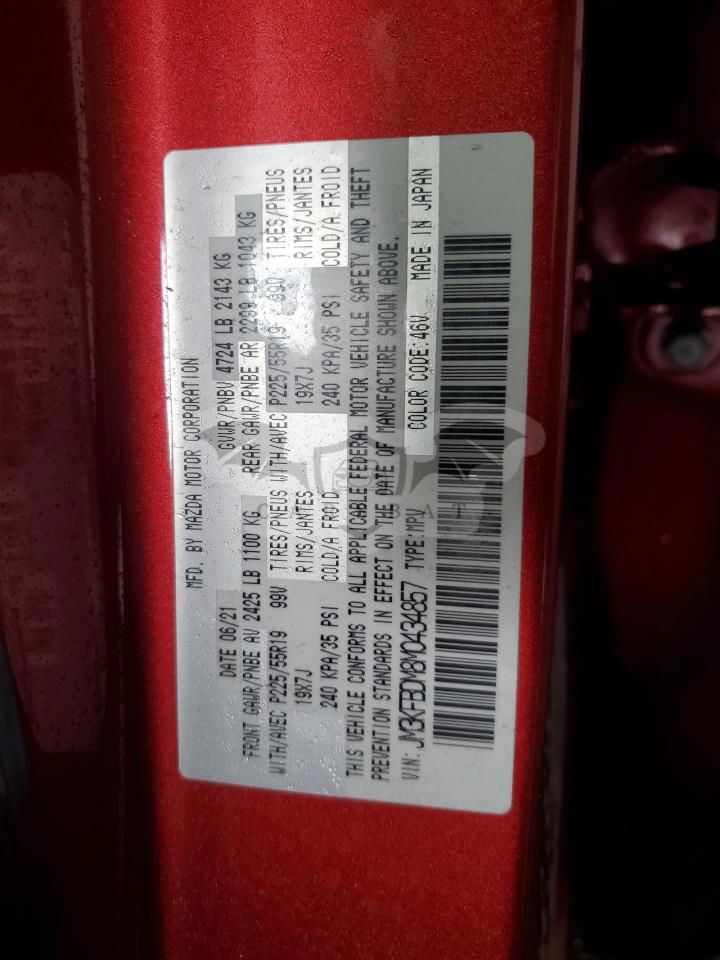 MFD. BY MAZDA MOTOR CORPORATION
DATE 06/21 GVWR/PNBV 4724 LB 2143 KG
FRONT GAWR/PNBE AV 2425 LB 1100 KG REAR GAWR/PNBE AR 2299 LB 1043 KG
WITH/AVEC P225/55R19 99V TIRES/PNEUS WITH/AVEC P225/55R19 99V TIRES/PNEUS
19X7J RIMS/JANTES 19X7J RIMS/JANTES
240 KPA/35 PSI COLD/A FROID 240 KPA/35 PSI COLD/A FROID
THIS VEHICLE CONFORMS TO ALL APPLICABLE FEDERAL MOTOR VEHICLE SAFETY AND THEFT
PREVENTION STANDARDS IN EFFECT ON THE DATE OF MANUFACTURE SHOWN ABOVE.
VIN: JM3KFBDM8M0434857 TYPE:MPV COLOR CODE:46V MADE IN JAPAN